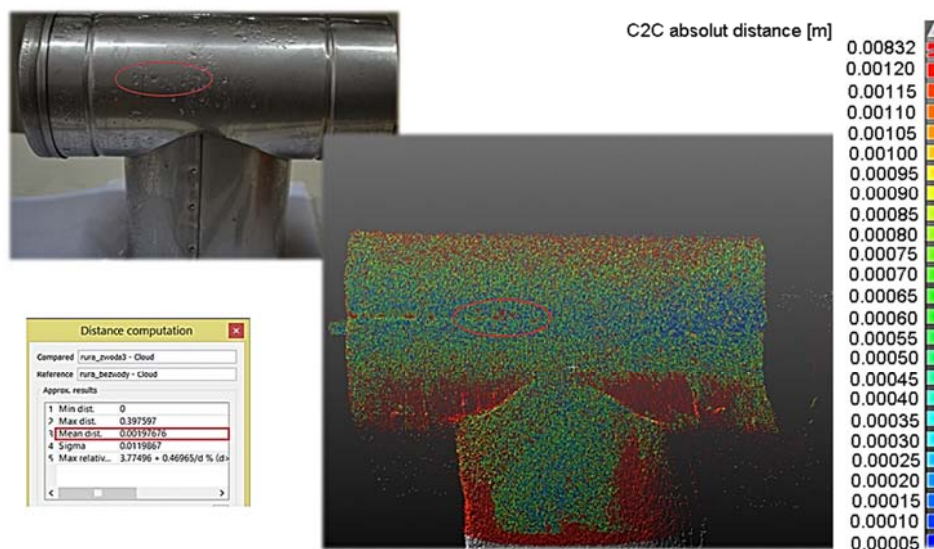 C2C absolut distance [m]
0.00832
0.00120
0.00115
0.00110
0.00105
0.00100
0.00095
0.00090
0.00085
0.00080
0.00075
0.00070
0.00065
0.00060
0.00055
0.00050
0.00045
0.00040
0.00035
0.00030
0.00025
0.00020
0.00015
0.00010
0.00005
Distance computation
Compared rura_zwoda3 - Cloud
Reference rura_bezwody - Cloud
Approx. results
1 Min dist. 0
2 Max dist. 0.397597
3 Mean dist. 0.00197676
4 Sigma 0.0119867
5 Max relativ... 3.77496 + 0.46965/d % (d>